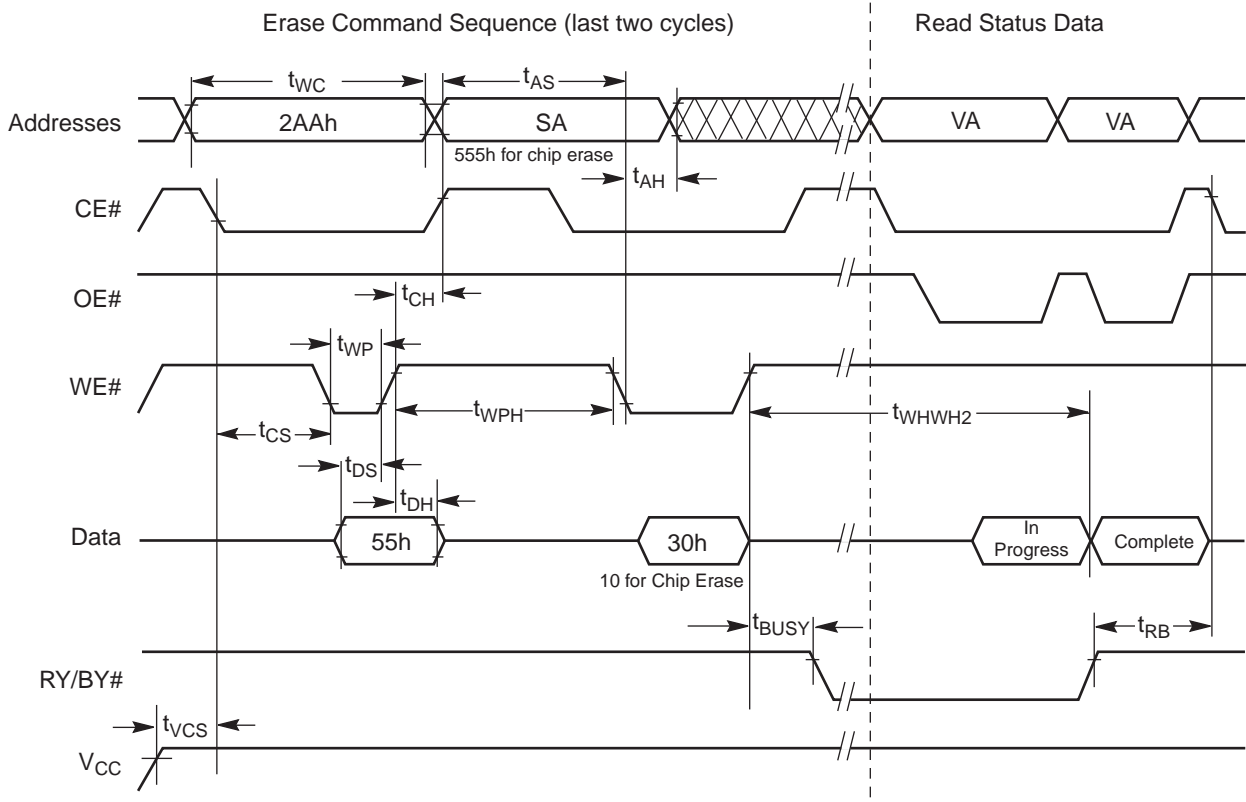 Erase Command Sequence (last two cycles)
Read Status Data
tWC
tAS
Addresses
2AAh
SA
VA
VA
555h for chip erase
tAH
CE#
OE#
tCH
tWP
WE#
tWPH
tWHWH2
tCS
tDS
tDH
Data
55h
30h
In
Progress
Complete
10 for Chip Erase
tBUSY
tRB
RY/BY#
tVCS
VCC